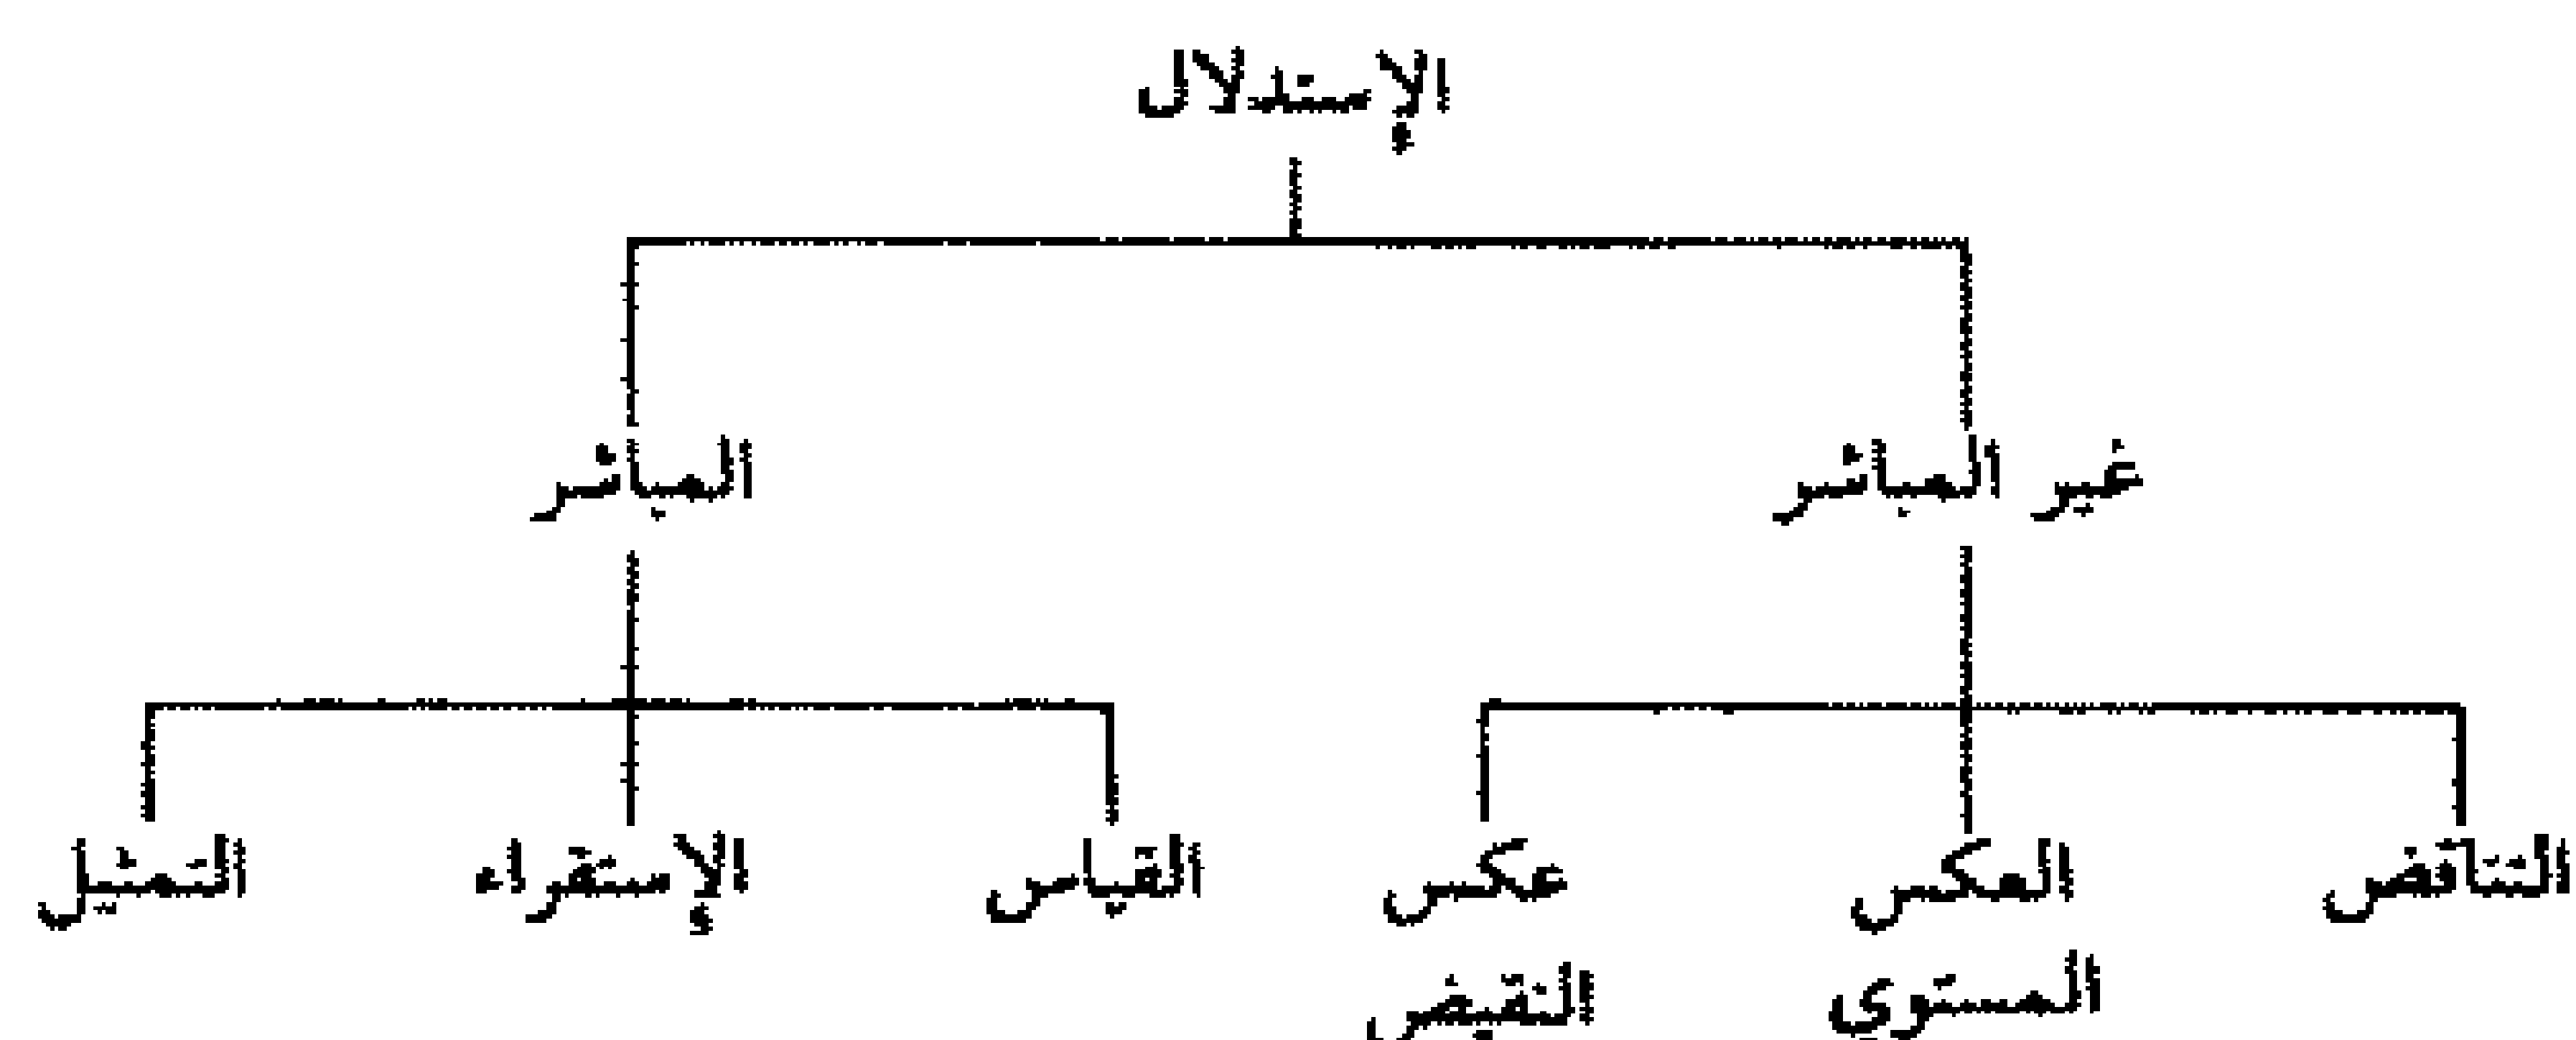 الإستدلال
غير المباشر
المباشر
التناقض
العكس المستوي
عكس النقيض
القياس
الإستقراء
التمثيل